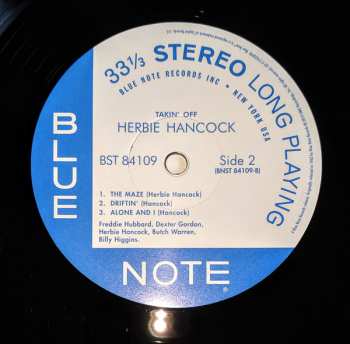 33 1/3 STEREO LONG PLAYING
BLUE NOTE RECORDS INC • NEW YORK USA
TAKIN' OFF
HERBIE HANCOCK
BST 84109
Side 2
(BNST 84109-B)
1. THE MAZE (Herbie Hancock)
2. DRIFTIN' (Hancock)
3. ALONE AND I (Hancock)
Freddie Hubbard, Dexter Gordon,
Herbie Hancock, Butch Warren,
Billy Higgins.
BLUE
NOTE®